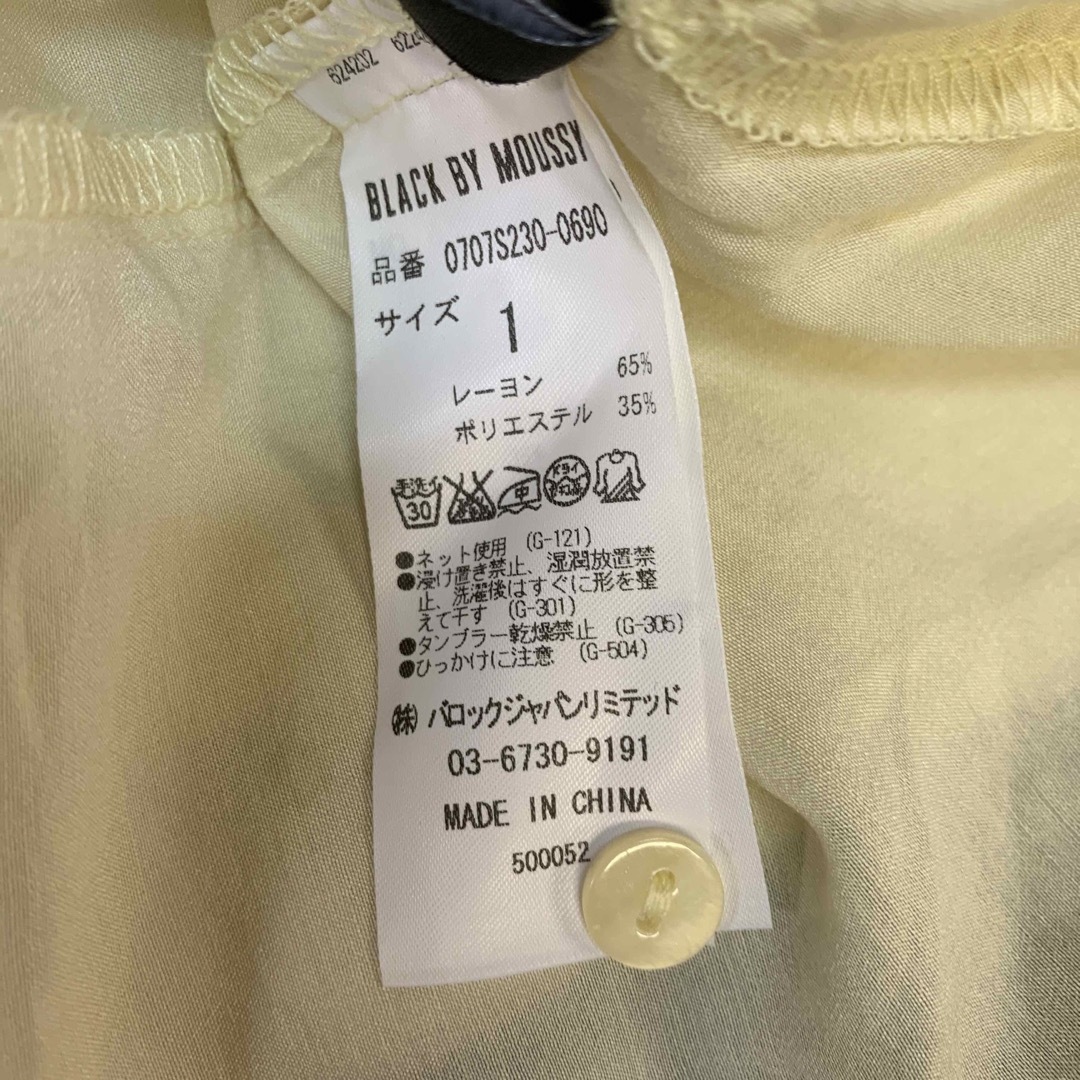 624202
BLACK BY MOUSSY
品番 0707S230-0690
サイズ 1
レーヨン 65%
ポリエステル 35%
手洗イ 30 中 ドライ
ネット使用 (G-121)
浸け置き禁止、湿潤放置禁
止、洗濯後はすぐに形を整
えて干す (G-301)
タンブラー乾燥禁止 (G-305)
ひっかけに注意 (G-504)
㈱ バロックジャパンリミテッド
03-6730-9191
MADE IN CHINA
500052